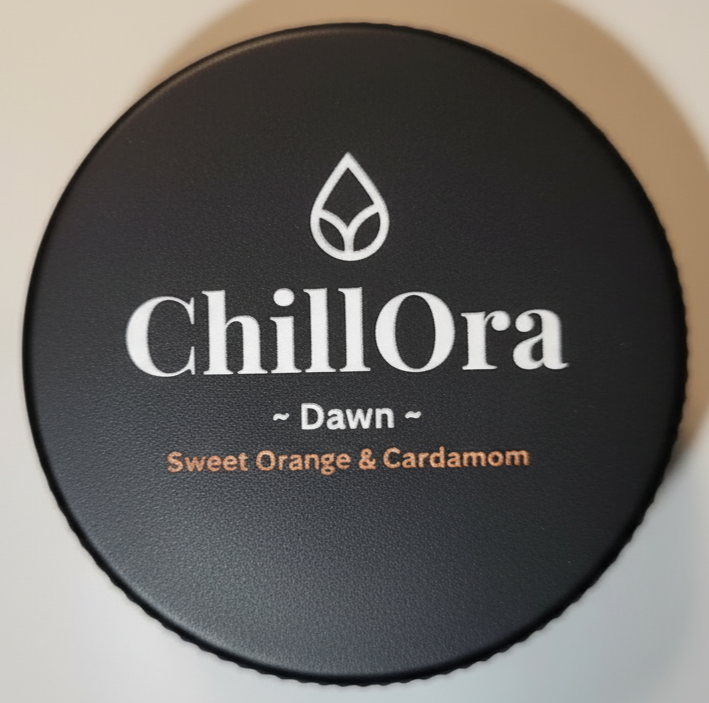 ChillOra
~ Dawn ~
Sweet Orange & Cardamom